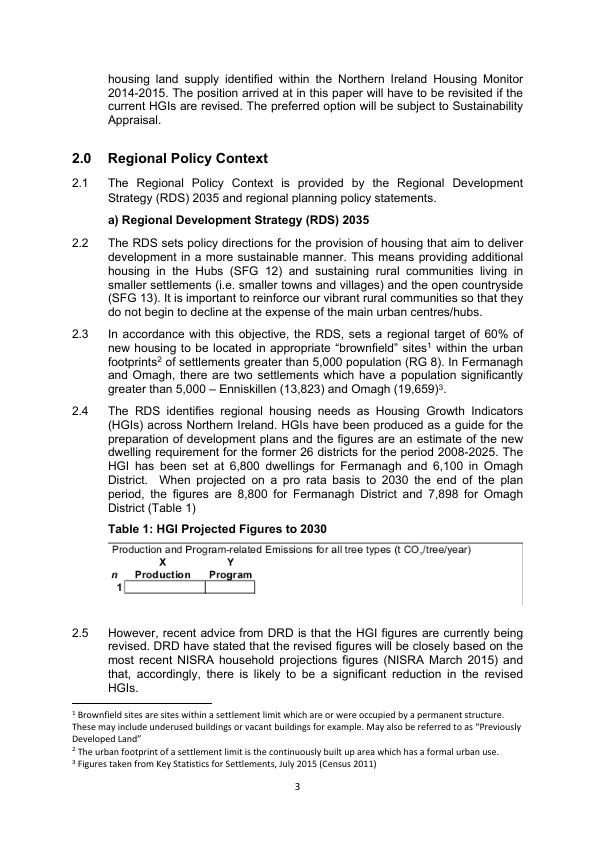 housing land supply identified within the Northern Ireland Housing Monitor
2014-2015. The position arrived at in this paper will have to be revisited if the
current HGIs are revised. The preferred option will be subject to Sustainability
Appraisal.
2.0 Regional Policy Context
2.1 The Regional Policy Context is provided by the Regional Development
Strategy (RDS) 2035 and regional planning policy statements.
a) Regional Development Strategy (RDS) 2035
2.2 The RDS sets policy directions for the provision of housing that aim to deliver
development in a more sustainable manner. This means providing additional
housing in the Hubs (SFG 12) and sustaining rural communities living in
smaller settlements (i.e. smaller towns and villages) and the open countryside
(SFG 13). It is important to reinforce our vibrant rural communities so that they
do not begin to decline at the expense of the main urban centres/hubs.
2.3 In accordance with this objective, the RDS, sets a regional target of 60% of
new housing to be located in appropriate “brownfield” sites¹ within the urban
footprints² of settlements greater than 5,000 population (RG 8). In Fermanagh
and Omagh, there are two settlements which have a population significantly
greater than 5,000 – Enniskillen (13,823) and Omagh (19,659)³.
2.4 The RDS identifies regional housing needs as Housing Growth Indicators
(HGIs) across Northern Ireland. HGIs have been produced as a guide for the
preparation of development plans and the figures are an estimate of the new
dwelling requirement for the former 26 districts for the period 2008-2025. The
HGI has been set at 6,800 dwellings for Fermanagh and 6,100 in Omagh
District. When projected on a pro rata basis to 2030 the end of the plan
period, the figures are 8,800 for Fermanagh District and 7,898 for Omagh
District (Table 1)
Table 1: HGI Projected Figures to 2030
Production and Program-related Emissions for all tree types (t CO₂/tree/year)
X Y
n Production Program
1
2.5 However, recent advice from DRD is that the HGI figures are currently being
revised. DRD have stated that the revised figures will be closely based on the
most recent NISRA household projections figures (NISRA March 2015) and
that, accordingly, there is likely to be a significant reduction in the revised
HGIs.
¹ Brownfield sites are sites within a settlement limit which are or were occupied by a permanent structure.
These may include underused buildings or vacant buildings for example. May also be referred to as “Previously
Developed Land”
² The urban footprint of a settlement limit is the continuously built up area which has a formal urban use.
³ Figures taken from Key Statistics for Settlements, July 2015 (Census 2011)
3